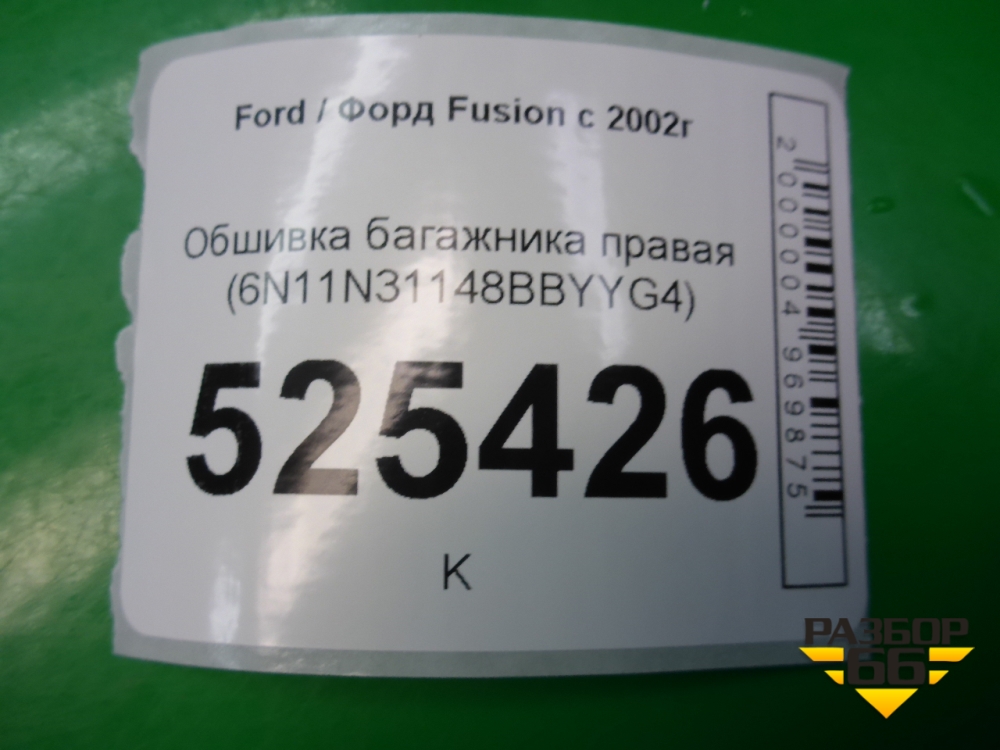 Ford / Форд Fusion с 2002г
Обшивка багажника правая
(6N11N31148BBYYG4)
525426
К
2000004969875
РАЗБОР
66